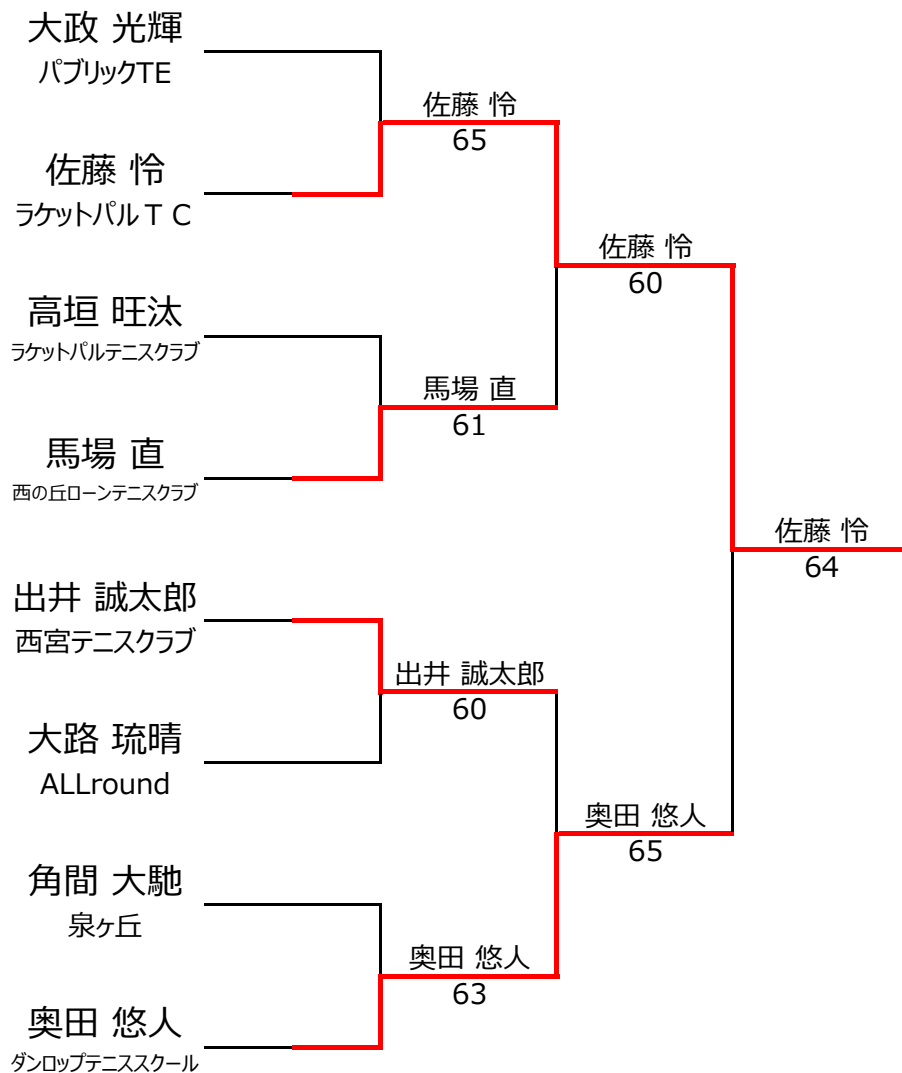 大政 光輝
パブリックTE
佐藤 怜
65
佐藤 怜
ラケットパルＴＣ
佐藤 怜
60
高垣 旺汰
ラケットパルテニスクラブ
馬場 直
61
馬場 直
西の丘ローンテニスクラブ
佐藤 怜
64
出井 誠太郎
西宮テニスクラブ
出井 誠太郎
60
大路 琉晴
ALLround
奥田 悠人
65
角間 大馳
泉ヶ丘
奥田 悠人
63
奥田 悠人
ダンロップテニススクール